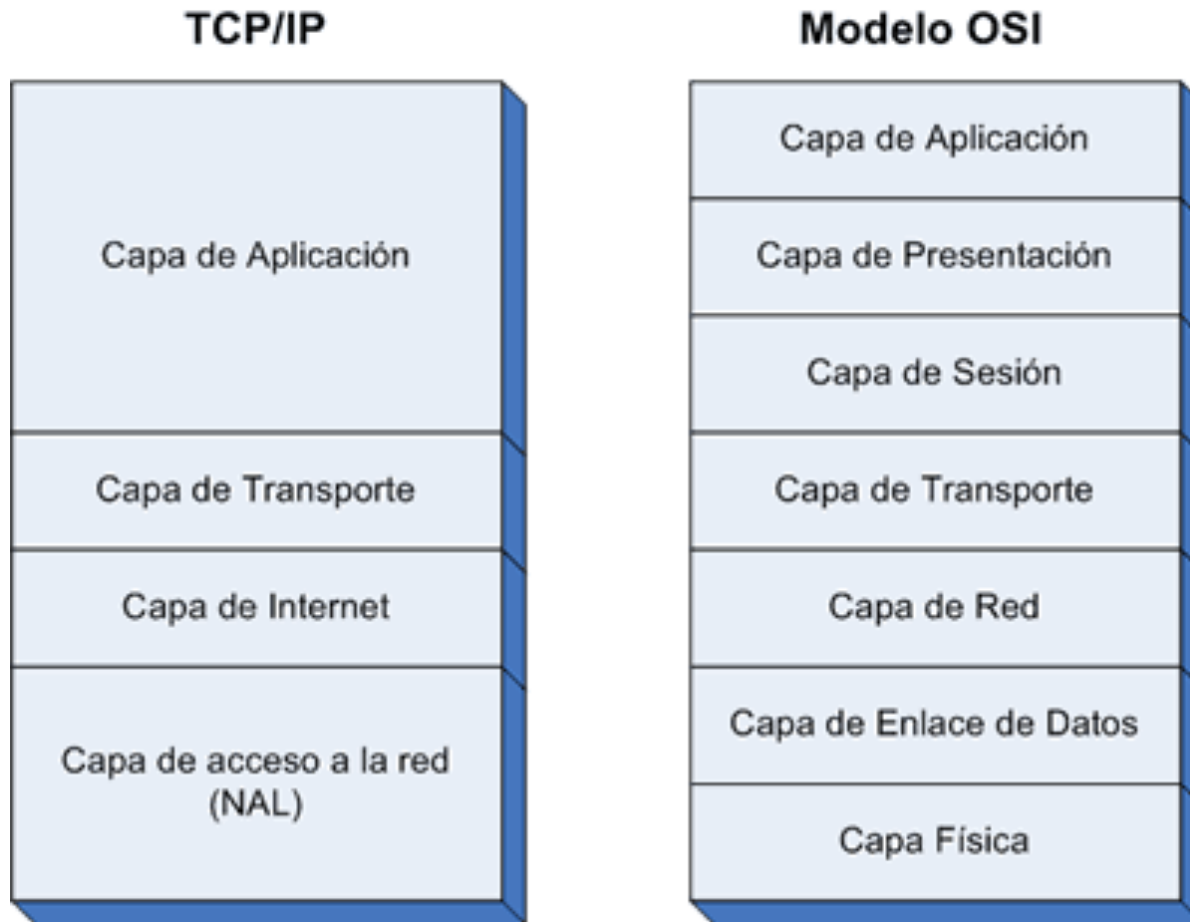 TCP/IP
Capa de Aplicación
Capa de Transporte
Capa de Internet
Capa de acceso a la red
(NAL)
Modelo OSI
Capa de Aplicación
Capa de Presentación
Capa de Sesión
Capa de Transporte
Capa de Red
Capa de Enlace de Datos
Capa Física